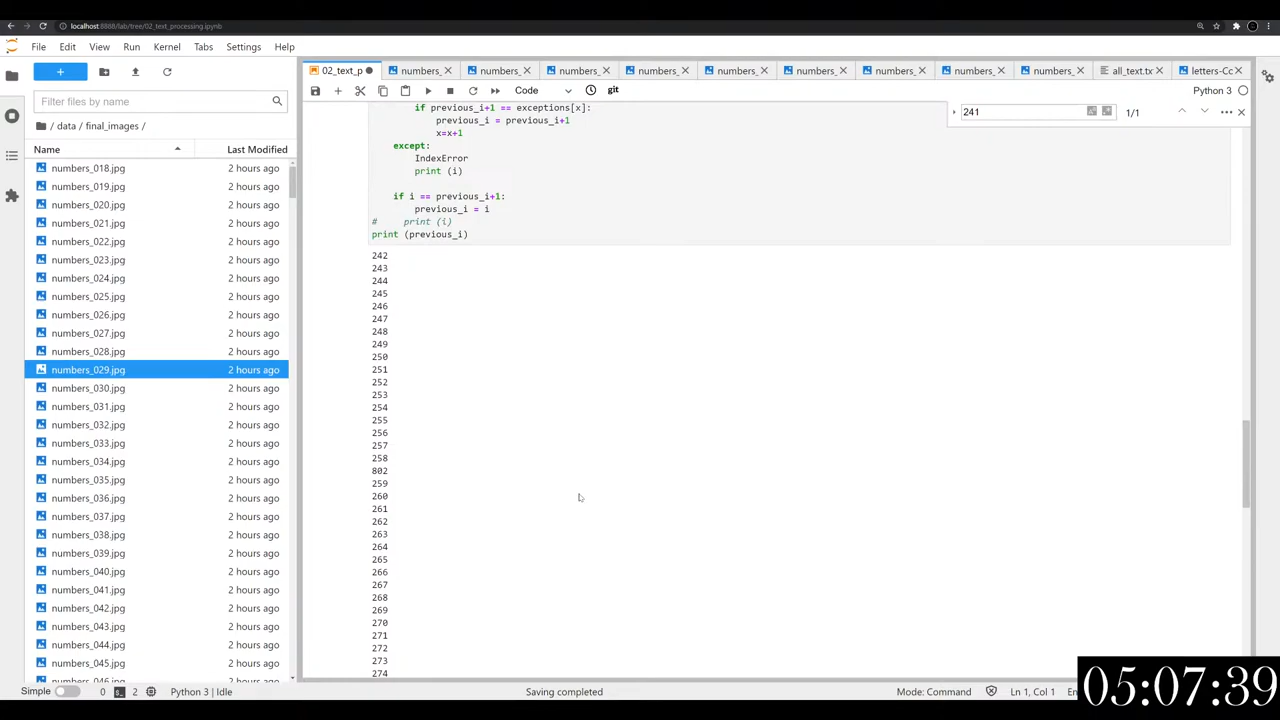 localhost:8888/lab/tree/02_text_processing.ipynb
File Edit View Run Kernel Tabs Settings Help
Filter files by name
/ data / final_images /
Name Last Modified
numbers_018.jpg 2 hours ago
numbers_019.jpg 2 hours ago
numbers_020.jpg 2 hours ago
numbers_021.jpg 2 hours ago
numbers_022.jpg 2 hours ago
numbers_023.jpg 2 hours ago
numbers_024.jpg 2 hours ago
numbers_025.jpg 2 hours ago
numbers_026.jpg 2 hours ago
numbers_027.jpg 2 hours ago
numbers_028.jpg 2 hours ago
numbers_029.jpg 2 hours ago
numbers_030.jpg 2 hours ago
numbers_031.jpg 2 hours ago
numbers_032.jpg 2 hours ago
numbers_033.jpg 2 hours ago
numbers_034.jpg 2 hours ago
numbers_035.jpg 2 hours ago
numbers_036.jpg 2 hours ago
numbers_037.jpg 2 hours ago
numbers_038.jpg 2 hours ago
numbers_039.jpg 2 hours ago
numbers_040.jpg 2 hours ago
numbers_041.jpg 2 hours ago
numbers_042.jpg 2 hours ago
numbers_043.jpg 2 hours ago
numbers_044.jpg 2 hours ago
numbers_045.jpg 2 hours ago
numbers_046.jpg 2 hours ago
02_text_p numbers_ numbers_ numbers_ numbers_ numbers_ numbers_ numbers_ numbers_ numbers_ all_text.tx letters-Cc
Code git Python 3
241 1/1
if previous_i+1 == exceptions[x]:
previous_i = previous_i+1
x=x+1
except:
IndexError
print (i)
if i == previous_i+1:
previous_i = i
# print (i)
print (previous_i)
242
243
244
245
246
247
248
249
250
251
252
253
254
255
256
257
258
802
259
260
261
262
263
264
265
266
267
268
269
270
271
272
273
274
Simple 0 2 Python 3 | Idle Saving completed Mode: Command Ln 1, Col 1
05:07:39